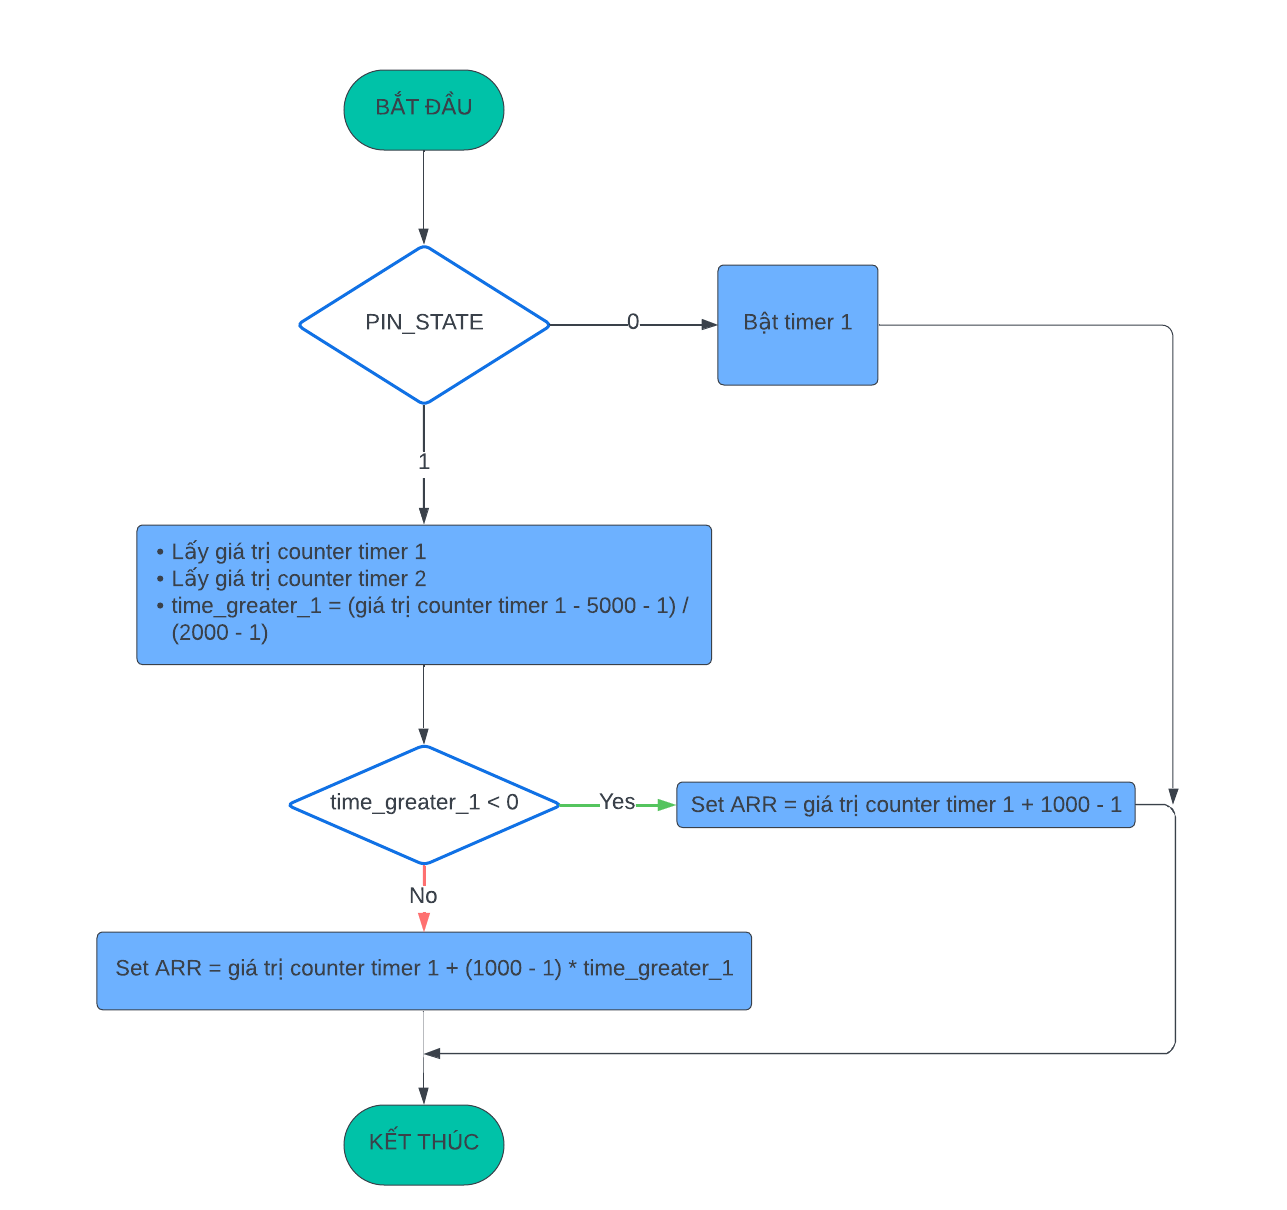 BẮT ĐẦU
PIN_STATE
0
Bật timer 1
1
• Lấy giá trị counter timer 1
• Lấy giá trị counter timer 2
• time_greater_1 = (giá trị counter timer 1 - 5000 - 1) /
(2000 - 1)
time_greater_1 < 0
Yes
Set ARR = giá trị counter timer 1 + 1000 - 1
No
Set ARR = giá trị counter timer 1 + (1000 - 1) * time_greater_1
KẾT THÚC